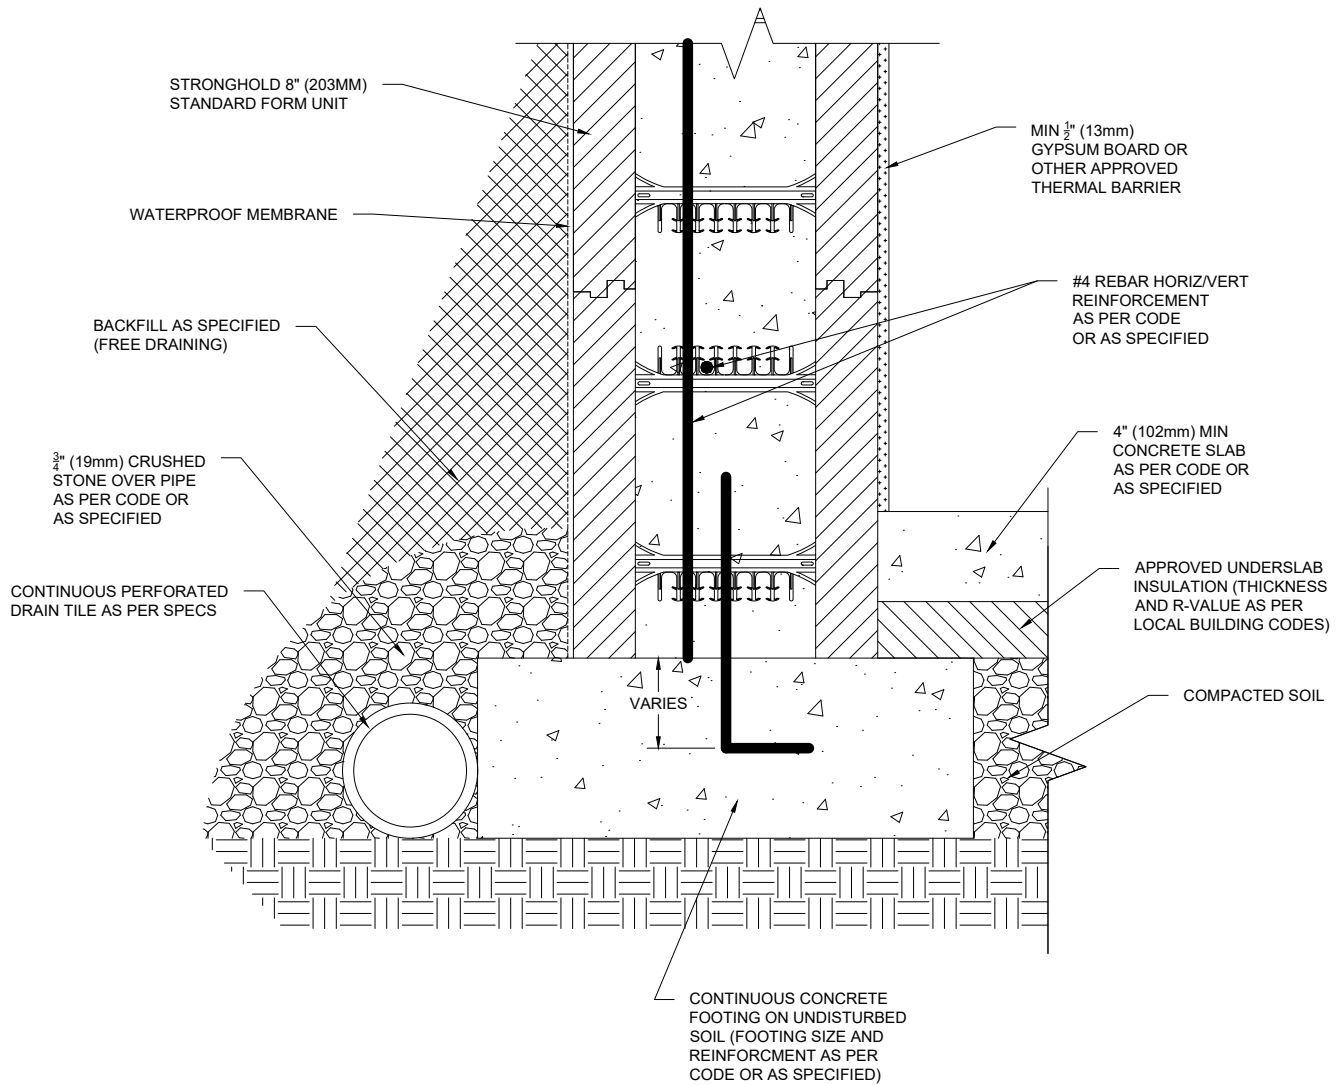 STRONGHOLD 8" (203MM)
STANDARD FORM UNIT
WATERPROOF MEMBRANE
BACKFILL AS SPECIFIED
(FREE DRAINING)
3/4" (19mm) CRUSHED
STONE OVER PIPE
AS PER CODE OR
AS SPECIFIED
CONTINUOUS PERFORATED
DRAIN TILE AS PER SPECS
MIN 1/2" (13mm)
GYPSUM BOARD OR
OTHER APPROVED
THERMAL BARRIER
#4 REBAR HORIZ/VERT
REINFORCEMENT
AS PER CODE
OR AS SPECIFIED
4" (102mm) MIN
CONCRETE SLAB
AS PER CODE OR
AS SPECIFIED
APPROVED UNDERSLAB
INSULATION (THICKNESS
AND R-VALUE AS PER
LOCAL BUILDING CODES)
COMPACTED SOIL
VARIES
CONTINUOUS CONCRETE
FOOTING ON UNDISTURBED
SOIL (FOOTING SIZE AND
REINFORCMENT AS PER
CODE OR AS SPECIFIED)